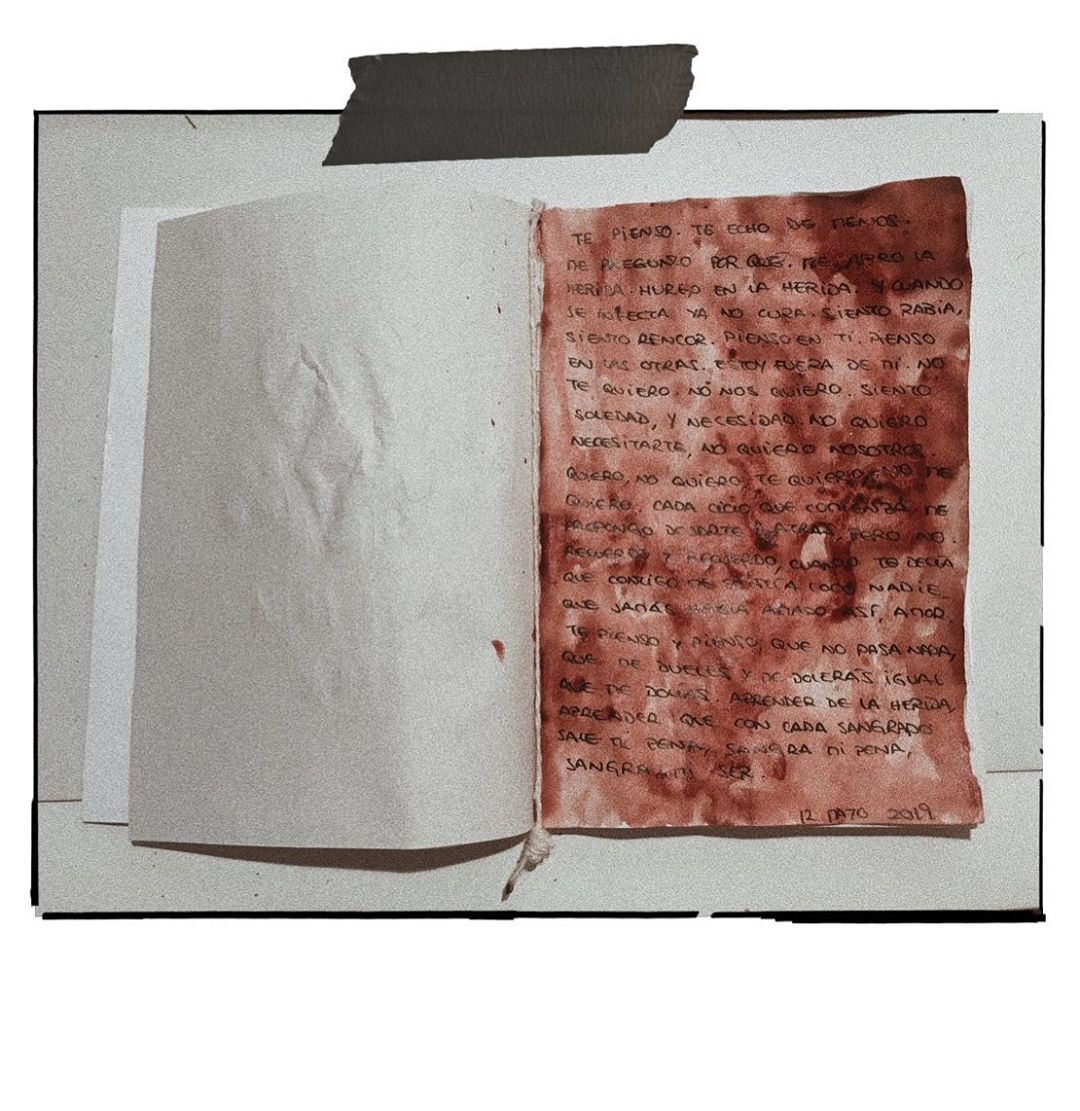 TE PIENSO. TE ECHO DE MENOS.
ME PREGUNTO POR QUÉ. ME ABRO LA
HERIDA. HURGO EN LA HERIDA. Y CUANDO
SE INFECTA YA NO CURA. SIENTO RABIA,
SIENTO RENCOR. PIENSO EN TI. PIENSO
EN LAS OTRAS. ESTOY FUERA DE MI. NO
TE QUIERO. NO NOS QUIERO. SIENTO
SOLEDAD, Y NECESIDAD. NO QUIERO
NECESITARTE, NO QUIERO NOSOTROS.
QUIERO, NO QUIERO, TE QUIERO, NO ME
QUIERO. CADA CICLO QUE COMIENZA ME
PROPONGO DEJARTE ATRAS, PERO NO.
RECUERDO Y RECUERDO, CUANDO TE DECÍA
QUE CONTIGO ME SENTÍA COMO NADIE
QUE JAMÁS HABÍA AMADO ASÍ, AMOR.
TE PIENSO Y PIENSO, QUE NO PASA NADA,
QUE ME DUELES Y ME DOLERÁS IGUAL
QUE ME DOLÍAS. APRENDER DE LA HERIDA,
APRENDER QUE CON CADA SANGRADO
SALE MI PENA, SANGRA MI PENA,
SANGRA MI SER.
12 MAYO 2019